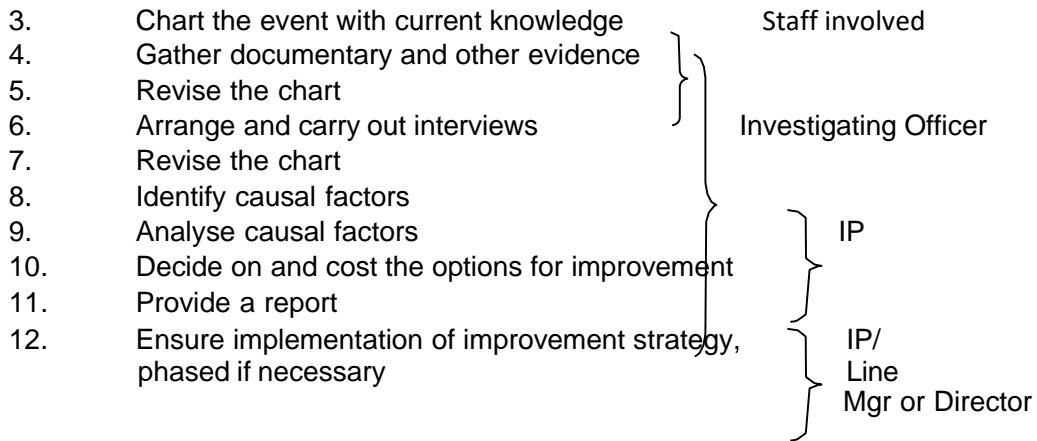 3. Chart the event with current knowledge Staff involved
4. Gather documentary and other evidence
5. Revise the chart
6. Arrange and carry out interviews Investigating Officer
7. Revise the chart
8. Identify causal factors
9. Analyse causal factors IP
10. Decide on and cost the options for improvement
11. Provide a report
12. Ensure implementation of improvement strategy, IP/
phased if necessary Line
Mgr or Director